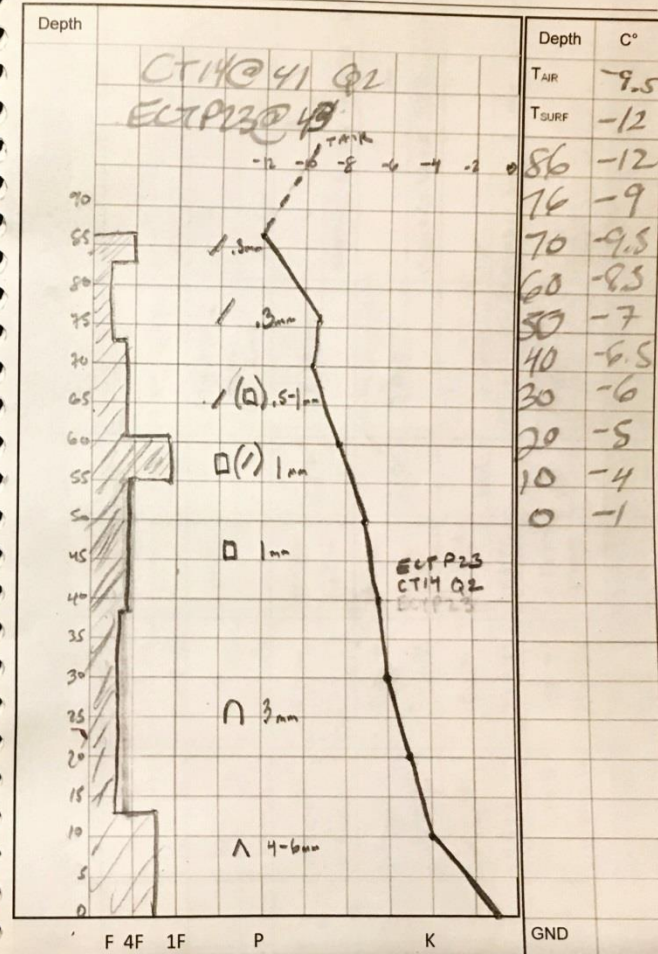 Depth
CT14@ 41 Q2
ECTP23@ 43
TAIR
-12 -10 -8 -6 -4 -2 0
90
85
80
75
70
65
60
55
50
45
40
35
30
25
20
15
10
5
0
.3mm
.3mm
/ (□) .5-1mm
□(/) 1mm
□ 1mm
ECTP23
CT14 Q2
ECTP23
∩ 3mm
∧ 4-6mm
F 4F 1F P K
Depth C°
TAIR -9.5
TSURF -12
86 -12
76 -9
70 -9.5
60 -8.5
50 -7
40 -6.5
30 -6
20 -5
10 -4
0 -1
GND